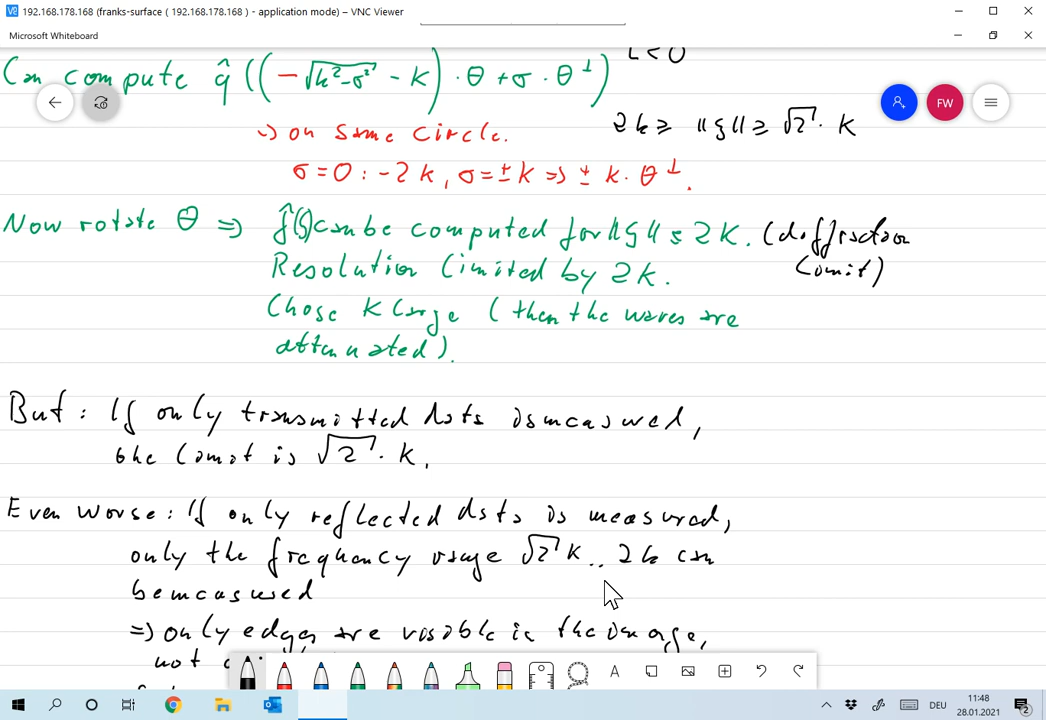 192.168.178.168 (franks-surface ( 192.168.178.168 ) - application mode) – VNC Viewer
Microsoft Whiteboard
L < 0
Can compute q̂ ((-√(k²-σ²) - k) · θ + σ · θ⊥)
2k ≥ ||ξ|| ≥ √2 · k
FW
→ on same circle.
σ = 0 : -2k, σ = ± k ⇒ ± k · θ⊥.
Now rotate θ ⇒ f̂(ξ) can be computed for ||ξ|| ≤ 2k. (diffraction
limit)
Resolution limited by 2k.
Chose k large (then the waves are
attenuated).
But: If only transmitted data is measured,
the limit is √2 · k.
Even worse: If only reflected data is measured,
only the frequency range √2 k .. 2k can
be measured
⇒ only edges are visible in the image,
not
A
DEU
11:48
28.01.2021
2